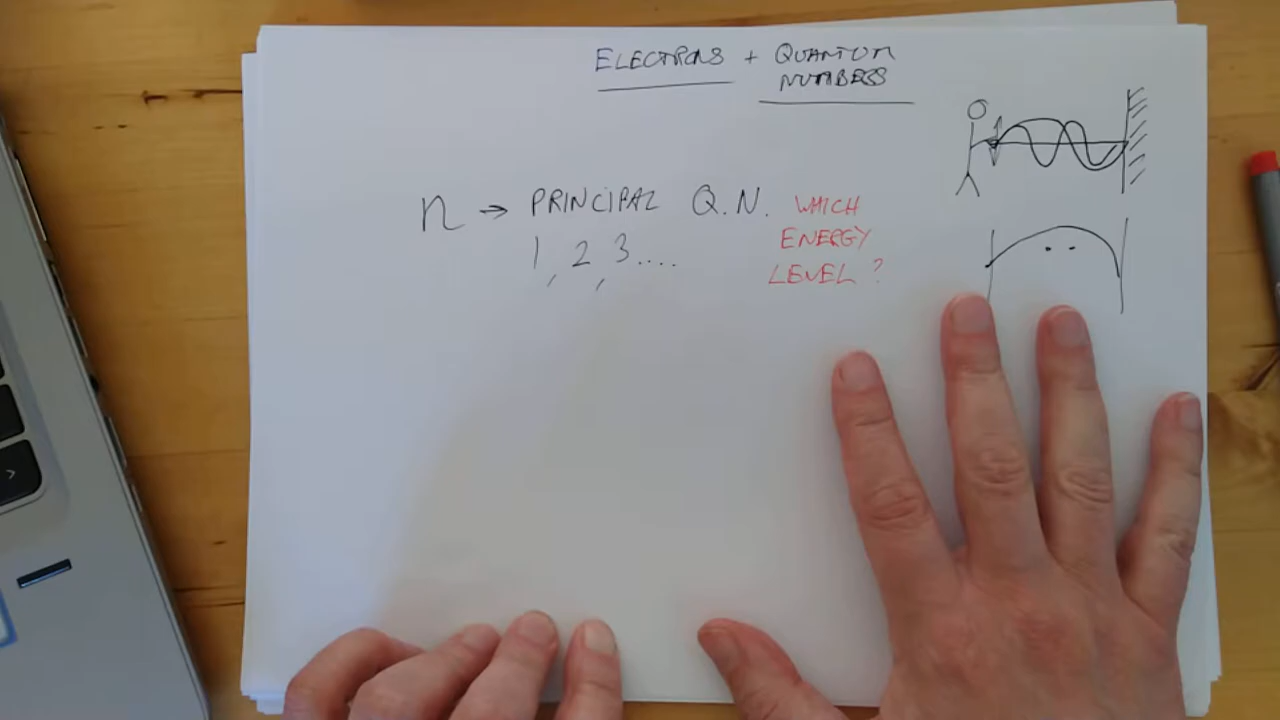 ELECTRONS + QUANTUM
NUMBERS
n → PRINCIPAL Q.N.
1, 2, 3....
WHICH
ENERGY
LEVEL ?